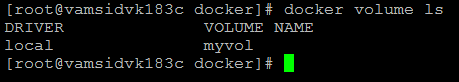 [root@vamsidvk183c docker]# docker volume ls
DRIVER              VOLUME NAME
local               myvol
[root@vamsidvk183c docker]#